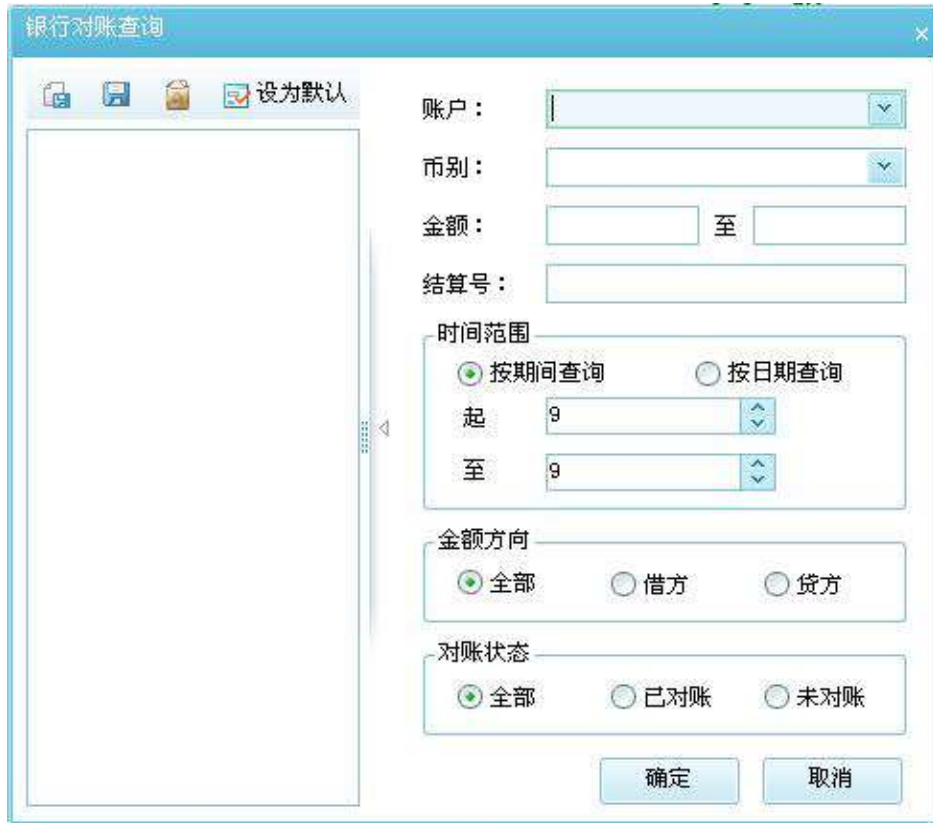 银行对账查询
设为默认
账户：
币别：
金额： 至
结算号：
时间范围
按期间查询 按日期查询
起 9
至 9
金额方向
全部 借方 贷方
对账状态
全部 已对账 未对账
确定 取消